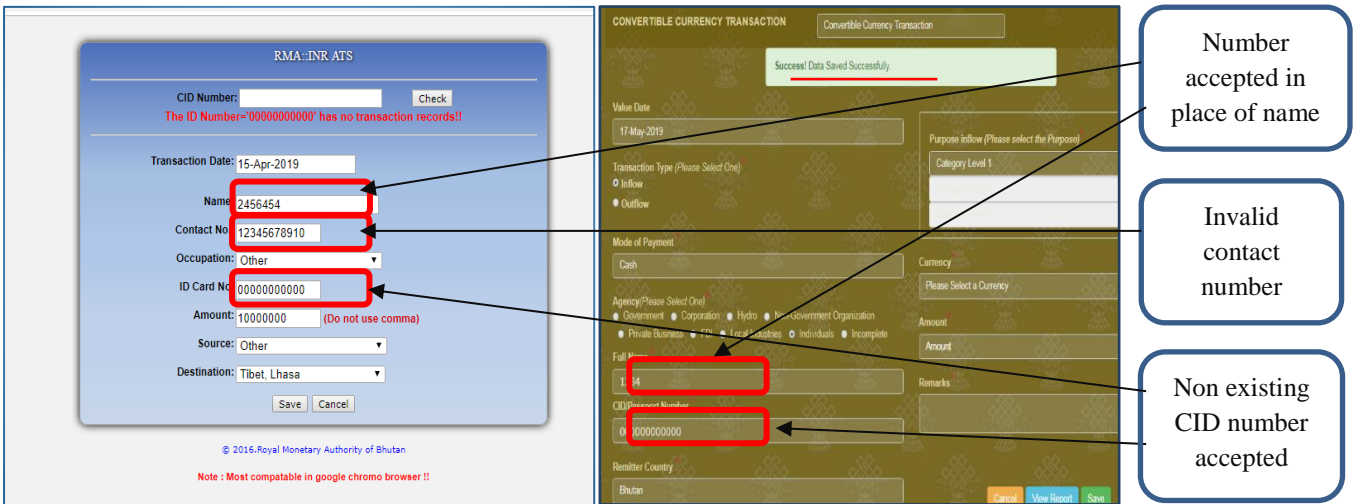 RMA::INR ATS
CID Number:
Check
The ID Number='00000000000' has no transaction records!!
Transaction Date: 15-Apr-2019
Name 2456454
Contact No 12345678910
Occupation: Other
ID Card No 00000000000
Amount: 10000000 (Do not use comma)
Source: Other
Destination: Tibet, Lhasa
Save Cancel
© 2016.Royal Monetary Authority of Bhutan
Note : Most compatable in google chromo browser !!
CONVERTIBLE CURRENCY TRANSACTION
Convertible Currency Transaction
Success! Data Saved Successfully.
Value Date
17-May-2019
Transaction Type (Please Select One)
Inflow
Outflow
Mode of Payment
Cash
Agency(Please Select One)
Government Corporation Hydro Non-Government Organization
Private Business FDI Local Industries Individuals Incomplete
Full Name
1234
CID/Passport Number
000000000000
Remitter Country
Bhutan
Purpose inflow (Please select the Purpose)
Category Level 1
Currency
Please Select a Currency
Amount
Amount
Remarks
Cancel View Report Save
Number
accepted in
place of name
Invalid
contact
number
Non existing
CID number
accepted